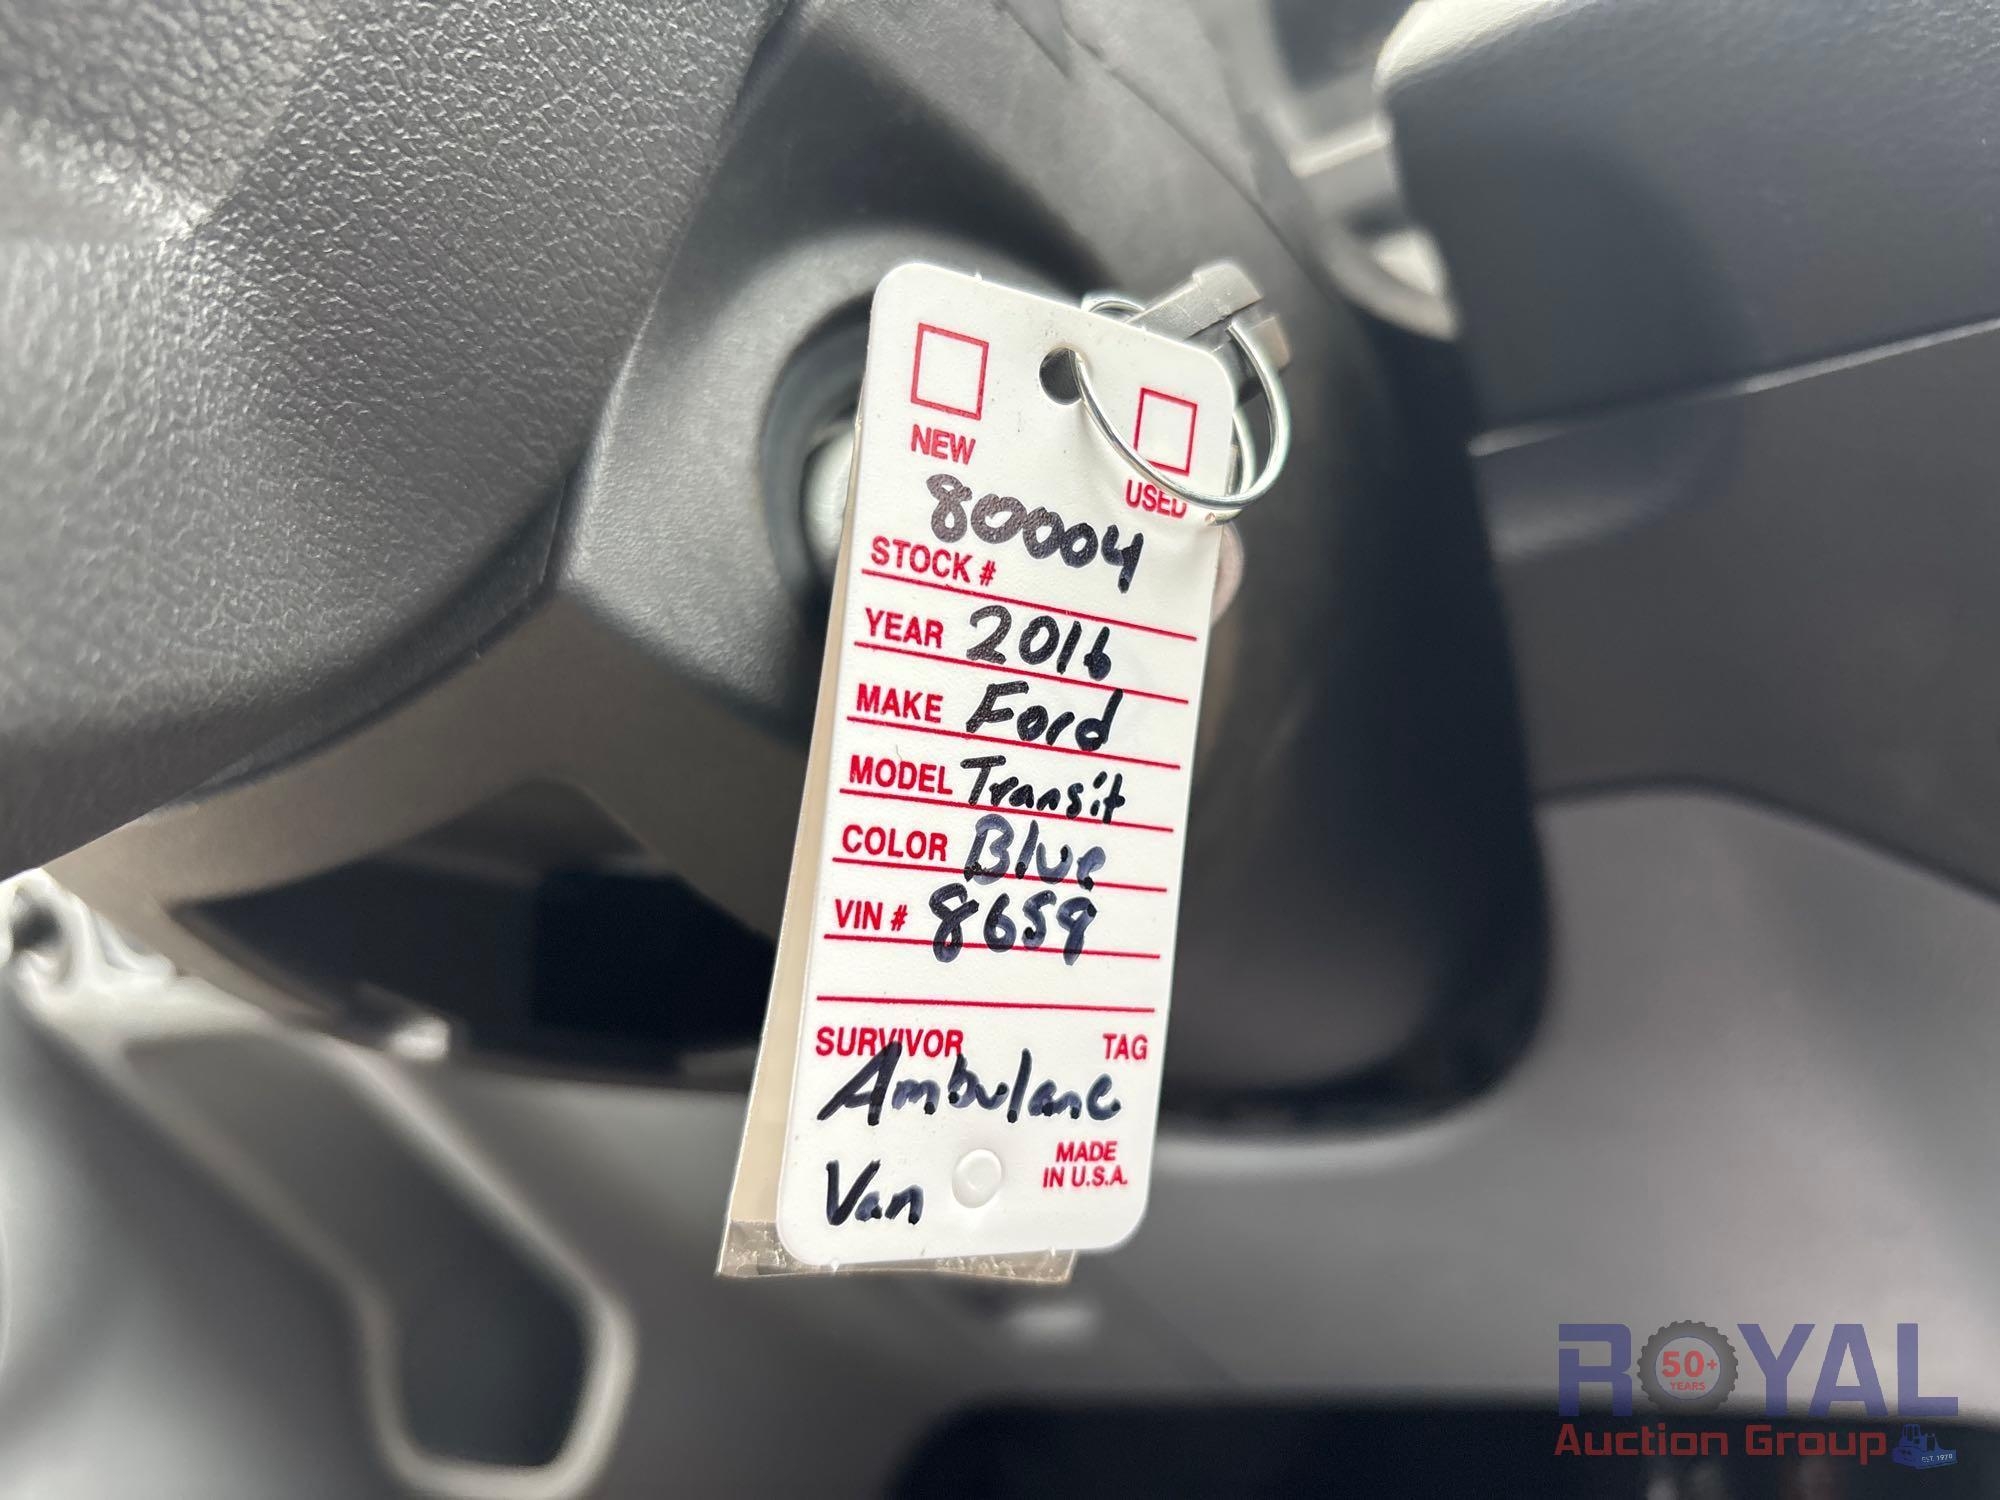 NEW
USED
80004
STOCK #
YEAR 2016
MAKE Ford
MODEL Transit
COLOR Blue
VIN # 8659
SURVIVOR TAG
Ambulance
Van
MADE
IN U.S.A.
ROYAL
50+
YEARS
Auction Group
EST. 1970